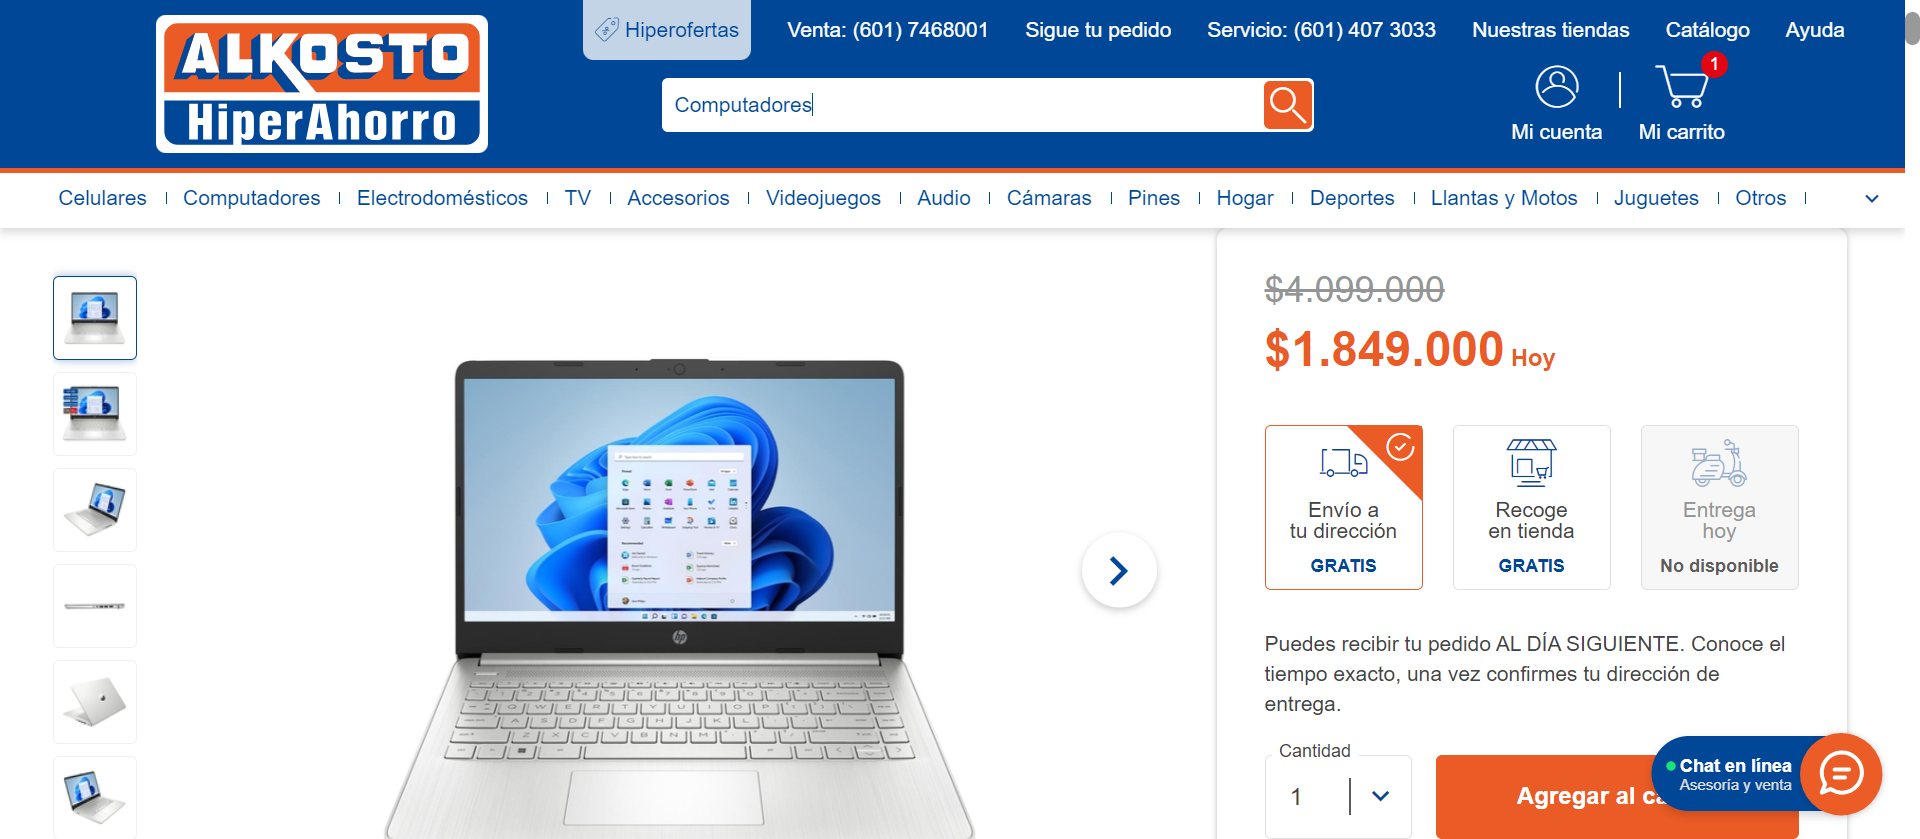 ALKOSTO
HiperAhorro
Hiperofertas
Venta: (601) 7468001
Sigue tu pedido
Servicio: (601) 407 3033
Nuestras tiendas
Catálogo
Ayuda
Computadores
1
Mi cuenta
Mi carrito
Celulares
Computadores
Electrodomésticos
TV
Accesorios
Videojuegos
Audio
Cámaras
Pines
Hogar
Deportes
Llantas y Motos
Juguetes
Otros
hp
$4.099.000
$1.849.000 Hoy
Envío a
tu dirección
GRATIS
Recoge
en tienda
GRATIS
Entrega
hoy
No disponible
Puedes recibir tu pedido AL DÍA SIGUIENTE. Conoce el
tiempo exacto, una vez confirmes tu dirección de
entrega.
Cantidad
1
Agregar al ca
Chat en línea
Asesoría y venta